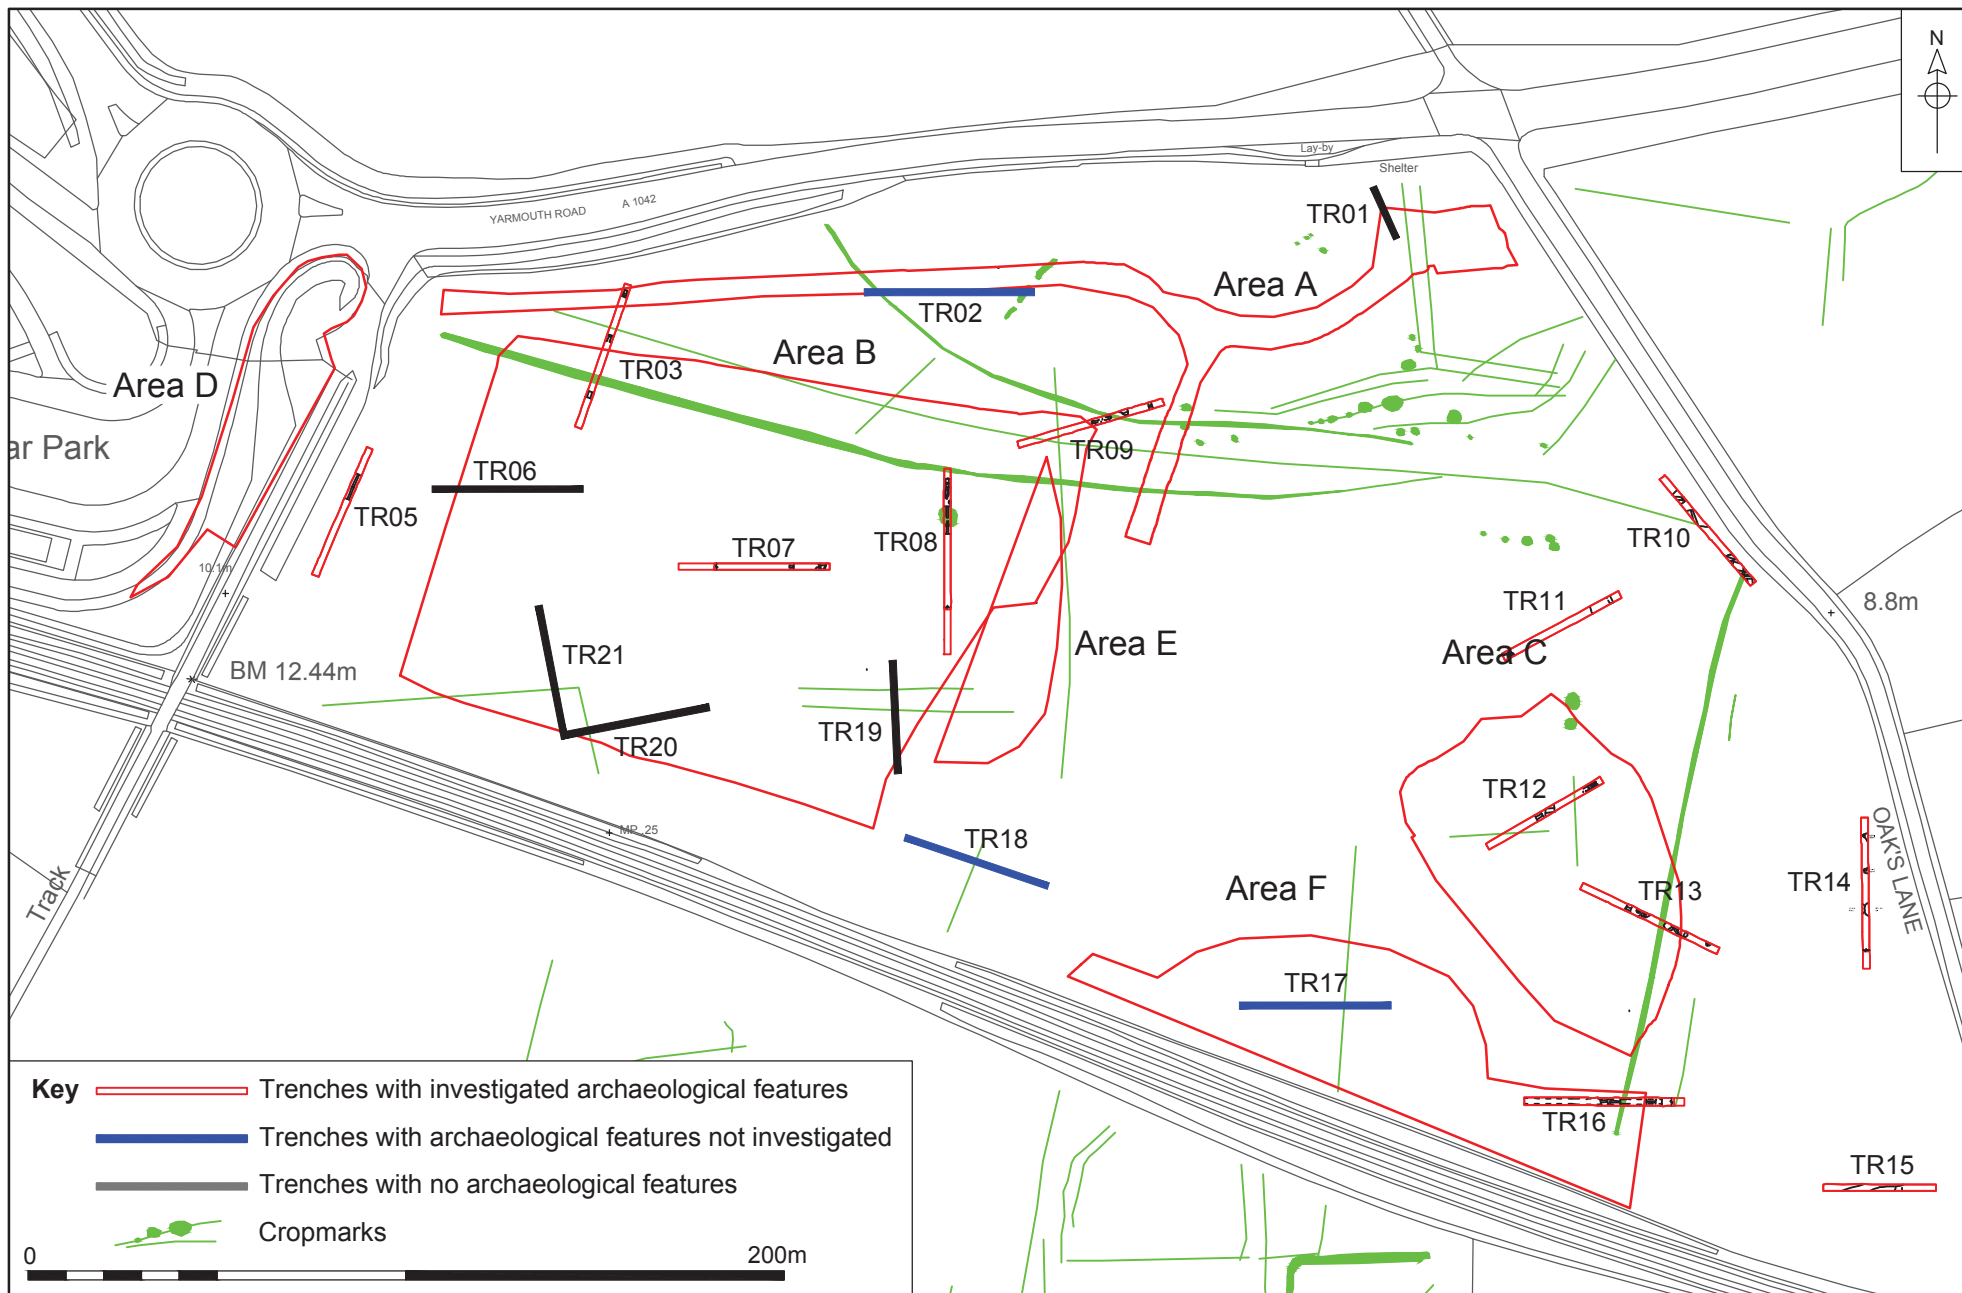 N
Lay-by
Shelter
TR01
YARMOUTH ROAD A 1042
Area A
TR02
Area B
TR03
Area D
ar Park
TR09
TR06
TR05
TR08
TR07
TR10
10.1m
TR11
8.8m
Area E
Area C
TR21
BM 12.44m
TR19
TR20
TR12
MP .25
TR18
OAK'S LANE
Track
Area F
TR13
TR14
TR17
TR16
TR15
Key
Trenches with investigated archaeological features
Trenches with archaeological features not investigated
Trenches with no archaeological features
Cropmarks
0 200m